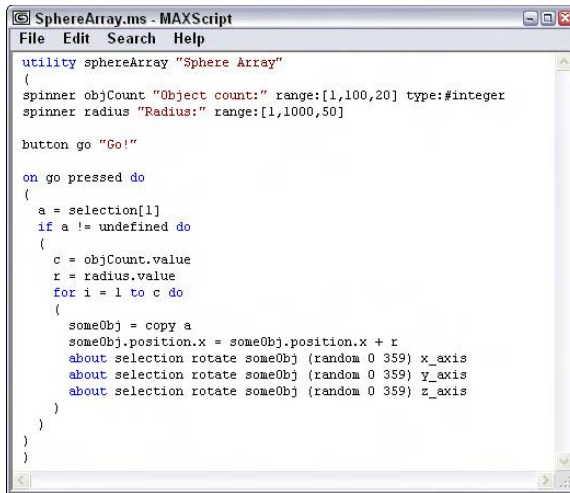 SphereArray.ms - MAXScript
File Edit Search Help
utility sphereArray "Sphere Array"
(
spinner objCount "Object count:" range:[1,100,20] type:#integer
spinner radius "Radius:" range:[1,1000,50]

button go "Go!"

on go pressed do
(
  a = selection[1]
  if a != undefined do
  (
    c = objCount.value
    r = radius.value
    for i = 1 to c do
    (
      someObj = copy a
      someObj.position.x = someObj.position.x + r
      about selection rotate someObj (random 0 359) x_axis
      about selection rotate someObj (random 0 359) y_axis
      about selection rotate someObj (random 0 359) z_axis
    )
  )
)
)